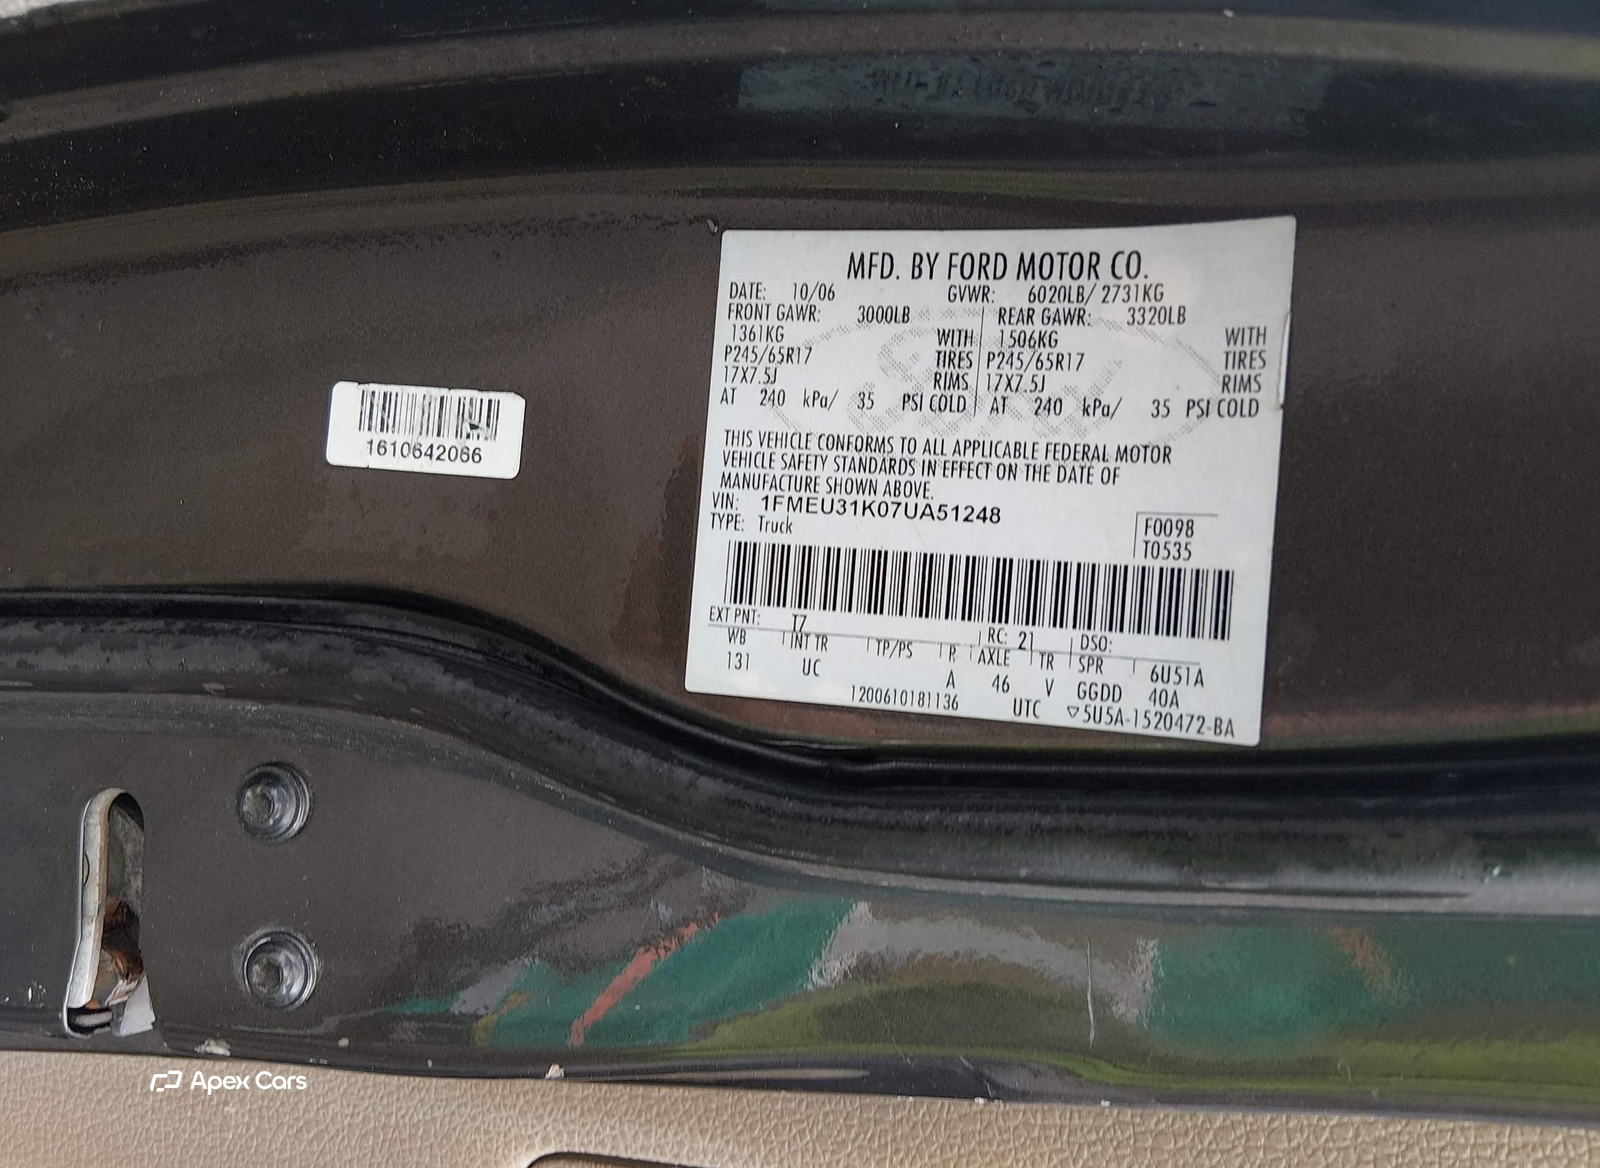 MFD. BY FORD MOTOR CO.
DATE: 10/06 GVWR: 6020LB/ 2731KG
FRONT GAWR: 3000LB REAR GAWR: 3320LB
1361KG WITH 1506KG WITH
P245/65R17 TIRES P245/65R17 TIRES
17X7.5J RIMS 17X7.5J RIMS
AT 240 kPa/ 35 PSI COLD AT 240 kPa/ 35 PSI COLD
THIS VEHICLE CONFORMS TO ALL APPLICABLE FEDERAL MOTOR
VEHICLE SAFETY STANDARDS IN EFFECT ON THE DATE OF
MANUFACTURE SHOWN ABOVE.
VIN: 1FMEU31K07UA51248
TYPE: Truck
F0098
T0535
EXT PNT: T7 RC: 21 DSO:
WB INT TR TP/PS R AXLE TR SPR 6U51A
131 UC A 46 V GGDD 40A
1200610181136 UTC ▽5U5A-1520472-BA
1610642066
Apex Cars